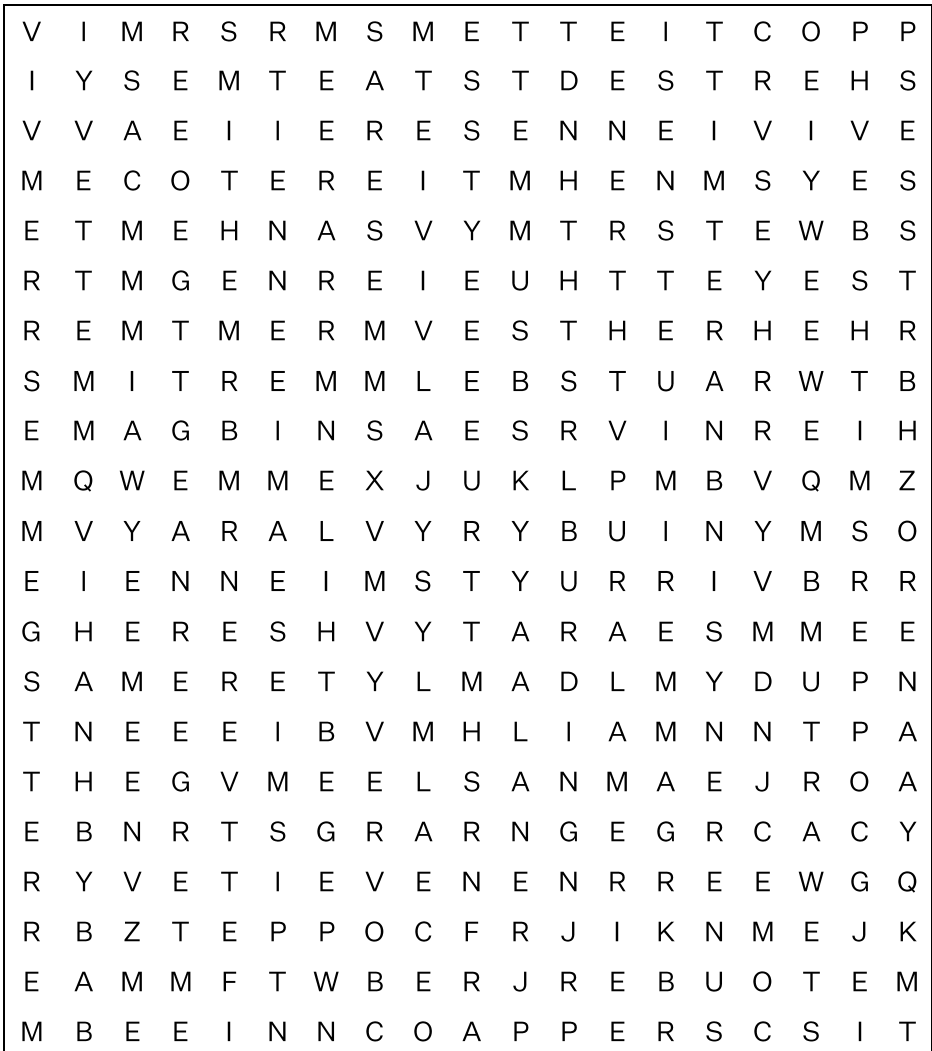 V I M R S R M S M E T T E I T C O P P
I Y S E M T E A T S T D E S T R E H S
V V A E I I E R E S E N N E I V I V E
M E C O T E R E I T M H E N M S Y E S
E T M E H N A S V Y M T R S T E W B S
R T M G E N R E I E U H T T E Y E S T
R E M T M E R M V E S T H E R H E H R
S M I T R E M M L E B S T U A R W T B
E M A G B I N S A E S R V I N R E I H
M Q W E M M E X J U K L P M B V Q M Z
M V Y A R A L V Y R Y B U I N Y M S O
E I E N N E I M S T Y U R R I V B R R
G H E R E S H V Y T A R A E S M M E E
S A M E R E T Y L M A D L M Y D U P N
T N E E E I B V M H L I A M N N T P A
T H E G V M E E L S A N M A E J R O A
E B N R T S G R A R N G E G R C A C Y
R Y V E T I E V E N E N R R E E W G Q
R B Z T E P P O C F R J I K N M E J K
E A M M F T W B E R J R E B U O T E M
M B E E I N N C O A P P E R S C S I T